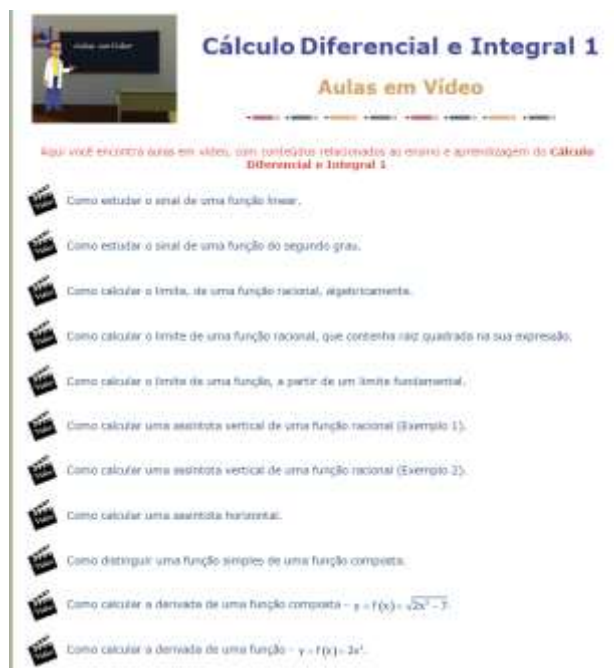 Cálculo Diferencial e Integral 1
Aulas em Vídeo
Aqui você encontra aulas em vídeo, com conteúdos relacionados ao ensino e aprendizagem do Cálculo
Diferencial e Integral 1
Como estudar o sinal de uma função linear.
Como estudar o sinal de uma função do segundo grau.
Como calcular o limite, de uma função racional, algebricamente.
Como calcular o limite de uma função racional, que contenha raiz quadrada na sua expressão.
Como calcular o limite de uma função, a partir de um limite fundamental.
Como calcular uma assíntota vertical de uma função racional (Exemplo 1).
Como calcular uma assíntota vertical de uma função racional (Exemplo 2).
Como calcular uma assíntota horizontal.
Como distinguir uma função simples de uma função composta.
Como calcular a derivada de uma função composta - y = f(x) =
Como calcular a derivada de uma função - y = f(x) =